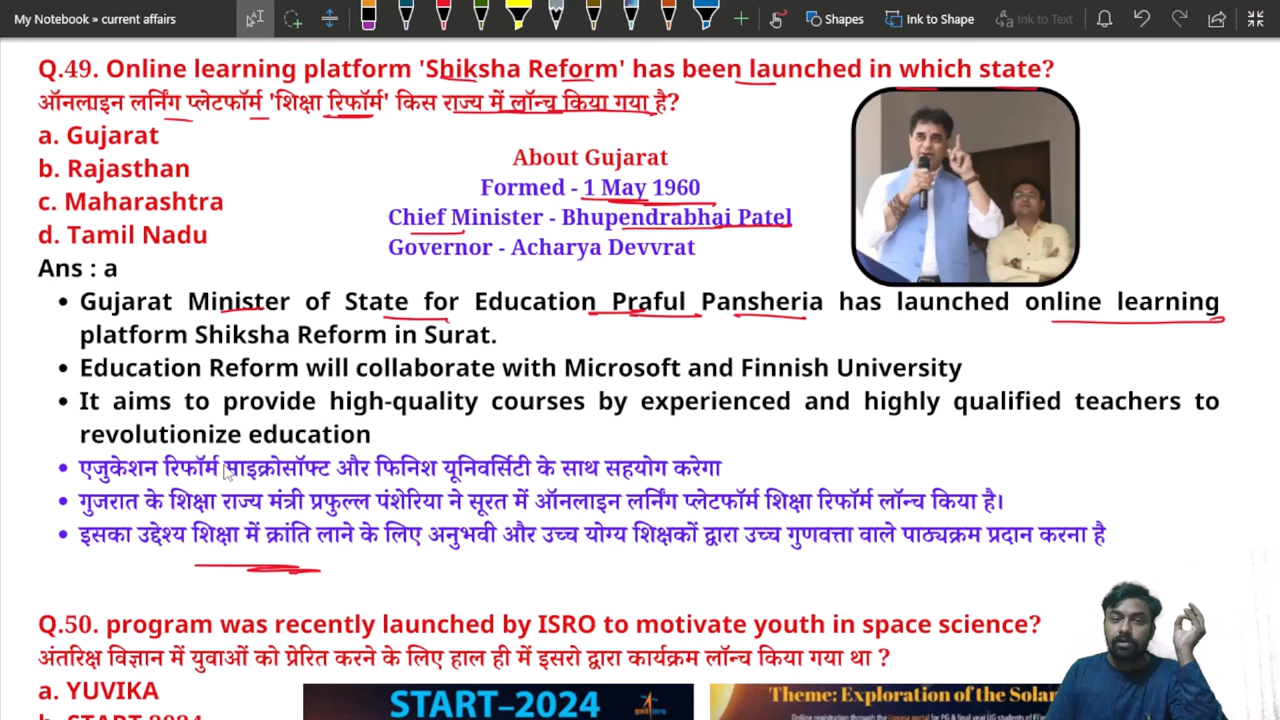 My Notebook » current affairs
Shapes
Ink to Shape
Ink to Text
Q.49. Online learning platform 'Shiksha Reform' has been launched in which state?
ऑनलाइन लर्निंग प्लेटफॉर्म 'शिक्षा रिफॉर्म' किस राज्य में लॉन्च किया गया है?
a. Gujarat
b. Rajasthan
c. Maharashtra
d. Tamil Nadu
Ans : a
About Gujarat
Formed - 1 May 1960
Chief Minister - Bhupendrabhai Patel
Governor - Acharya Devvrat
• Gujarat Minister of State for Education Praful Pansheria has launched online learning
platform Shiksha Reform in Surat.
• Education Reform will collaborate with Microsoft and Finnish University
• It aims to provide high-quality courses by experienced and highly qualified teachers to
revolutionize education
• एजुकेशन रिफॉर्म माइक्रोसॉफ्ट और फिनिश यूनिवर्सिटी के साथ सहयोग करेगा
• गुजरात के शिक्षा राज्य मंत्री प्रफुल्ल पंशेरिया ने सूरत में ऑनलाइन लर्निंग प्लेटफॉर्म शिक्षा रिफॉर्म लॉन्च किया है।
• इसका उद्देश्य शिक्षा में क्रांति लाने के लिए अनुभवी और उच्च योग्य शिक्षकों द्वारा उच्च गुणवत्ता वाले पाठ्यक्रम प्रदान करना है
Q.50. program was recently launched by ISRO to motivate youth in space science?
अंतरिक्ष विज्ञान में युवाओं को प्रेरित करने के लिए हाल ही में इसरो द्वारा कार्यक्रम लॉन्च किया गया था ?
a. YUVIKA
b. START 2024
START–2024
Theme: Exploration of the Solar